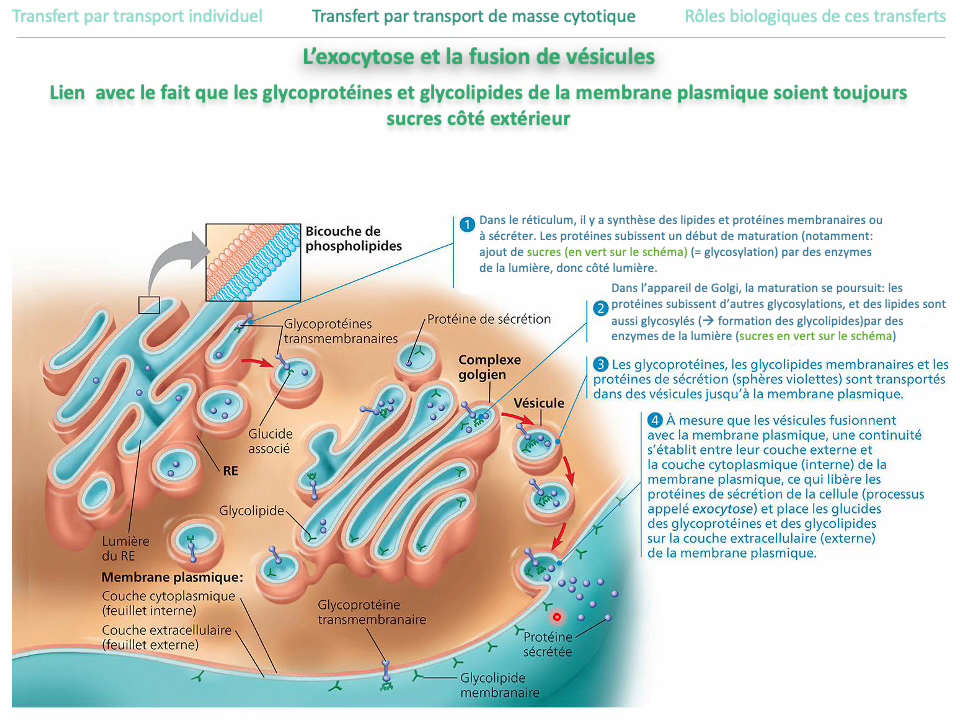 Transfert par transport individuel
Transfert par transport de masse cytotique
Rôles biologiques de ces transferts
L’exocytose et la fusion de vésicules
Lien avec le fait que les glycoprotéines et glycolipides de la membrane plasmique soient toujours
sucres côté extérieur
Bicouche de
phospholipides
1 Dans le réticulum, il y a synthèse des lipides et protéines membranaires ou
à sécréter. Les protéines subissent un début de maturation (notamment:
ajout de sucres (en vert sur le schéma) (= glycosylation) par des enzymes
de la lumière, donc côté lumière.
2 Dans l’appareil de Golgi, la maturation se poursuit: les
protéines subissent d’autres glycosylations, et des lipides sont
aussi glycosylés (→ formation des glycolipides)par des
enzymes de la lumière (sucres en vert sur le schéma)
3 Les glycoprotéines, les glycolipides membranaires et les
protéines de sécrétion (sphères violettes) sont transportés
dans des vésicules jusqu’à la membrane plasmique.
4 À mesure que les vésicules fusionnent
avec la membrane plasmique, une continuité
s’établit entre leur couche externe et
la couche cytoplasmique (interne) de la
membrane plasmique, ce qui libère les
protéines de sécrétion de la cellule (processus
appelé exocytose) et place les glucides
des glycoprotéines et des glycolipides
sur la couche extracellulaire (externe)
de la membrane plasmique.
Glycoprotéines
transmembranaires
Protéine de sécrétion
Complexe
golgien
Vésicule
Glucide
associé
RE
Glycolipide
Lumière
du RE
Membrane plasmique:
Couche cytoplasmique
(feuillet interne)
Couche extracellulaire
(feuillet externe)
Glycoprotéine
transmembranaire
Protéine
sécrétée
Glycolipide
membranaire